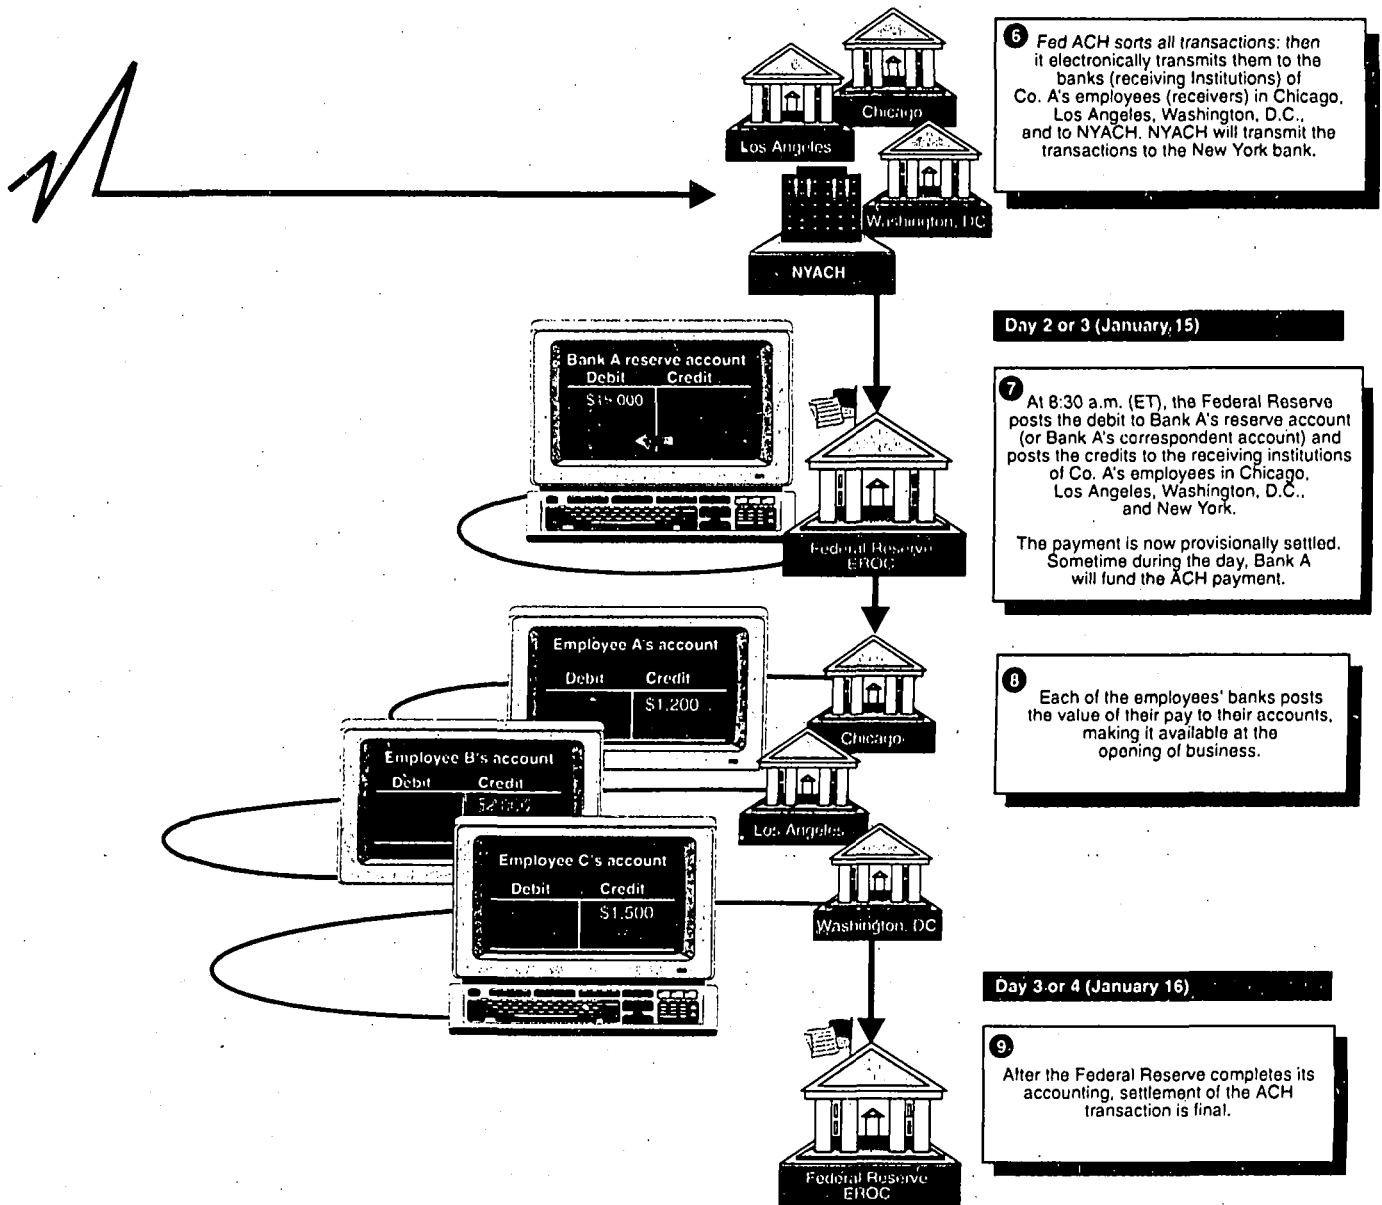 6
Fed ACH sorts all transactions: then
it electronically transmits them to the
banks (receiving Institutions) of
Co. A's employees (receivers) in Chicago,
Los Angeles, Washington, D.C.,
and to NYACH. NYACH will transmit the
transactions to the New York bank.
Chicago
Los Angeles
Washington, DC
NYACH
Day 2 or 3 (January 15)
Bank A reserve account
Debit Credit
$15,000
7
At 8:30 a.m. (ET), the Federal Reserve
posts the debit to Bank A's reserve account
(or Bank A's correspondent account) and
posts the credits to the receiving institutions
of Co. A's employees in Chicago,
Los Angeles, Washington, D.C.,
and New York.
The payment is now provisionally settled.
Sometime during the day, Bank A
will fund the ACH payment.
Federal Reserve
EROC
Employee A's account
Debit Credit
$1,200
Chicago
8
Each of the employees' banks posts
the value of their pay to their accounts,
making it available at the
opening of business.
Employee B's account
Debit Credit
Los Angeles
Employee C's account
Debit Credit
$1,500
Washington, DC
Day 3 or 4 (January 16)
9
After the Federal Reserve completes its
accounting, settlement of the ACH
transaction is final.
Federal Reserve
EROC